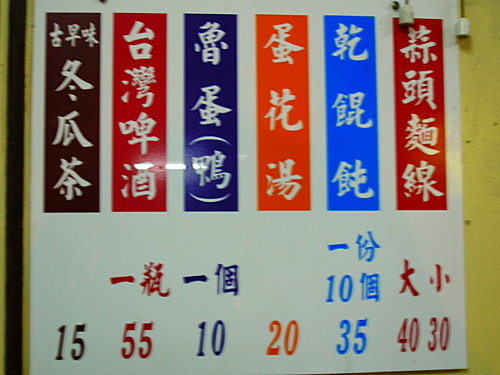 蒜頭麵線
大 小
40 30
乾餛飩
一份
10個
35
蛋花湯
20
魯蛋(鴨)
一個
10
台灣啤酒
一瓶
55
古早味
冬瓜茶
15